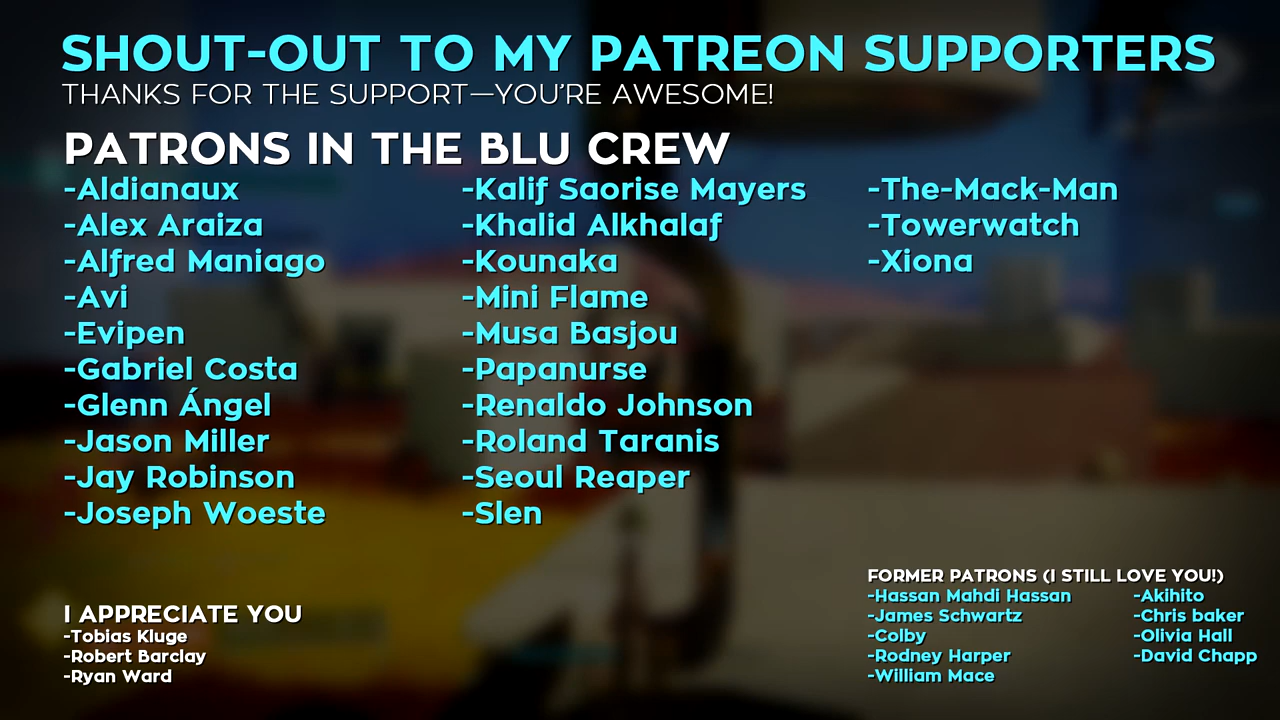 SHOUT-OUT TO MY PATREON SUPPORTERS
THANKS FOR THE SUPPORT—YOU'RE AWESOME!
PATRONS IN THE BLU CREW
-Aldianaux
-Alex Araiza
-Alfred Maniago
-Avi
-Evipen
-Gabriel Costa
-Glenn Ángel
-Jason Miller
-Jay Robinson
-Joseph Woeste
-Kalif Saorise Mayers
-Khalid Alkhalaf
-Kounaka
-Mini Flame
-Musa Basjou
-Papanurse
-Renaldo Johnson
-Roland Taranis
-Seoul Reaper
-Slen
-The-Mack-Man
-Towerwatch
-Xiona
I APPRECIATE YOU
-Tobias Kluge
-Robert Barclay
-Ryan Ward
FORMER PATRONS (I STILL LOVE YOU!)
-Hassan Mahdi Hassan
-James Schwartz
-Colby
-Rodney Harper
-William Mace
-Akihito
-Chris baker
-Olivia Hall
-David Chapp